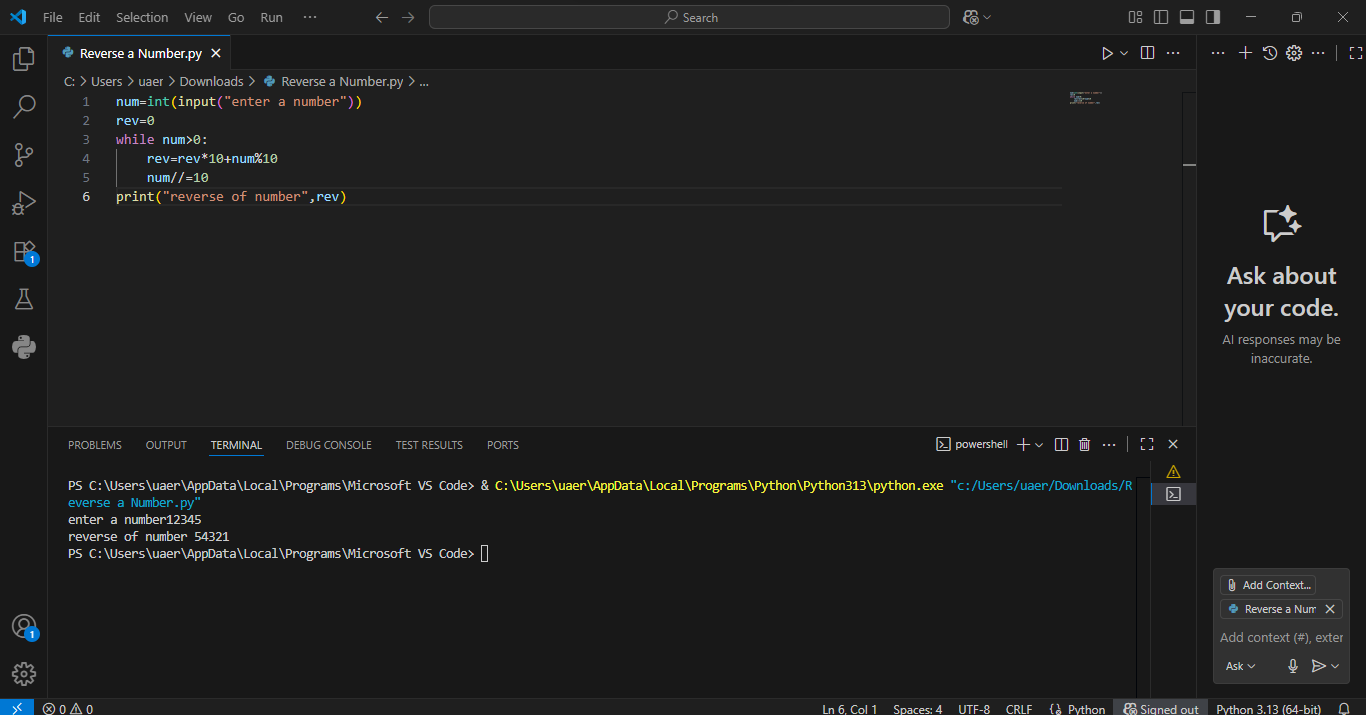 File Edit Selection View Go Run ··· Search
Reverse a Number.py
C: > Users > uaer > Downloads > Reverse a Number.py > ...
1 num=int(input("enter a number"))
2 rev=0
3 while num>0:
4 rev=rev*10+num%10
5 num//=10
6 print("reverse of number",rev)
1
1
Ask about
your code.
AI responses may be
inaccurate.
PROBLEMS OUTPUT TERMINAL DEBUG CONSOLE TEST RESULTS PORTS powershell
PS C:\Users\uaer\AppData\Local\Programs\Microsoft VS Code> & C:\Users\uaer\AppData\Local\Programs\Python\Python313\python.exe "c:/Users/uaer/Downloads/R
everse a Number.py"
enter a number12345
reverse of number 54321
PS C:\Users\uaer\AppData\Local\Programs\Microsoft VS Code>
Add Context...
Reverse a Num
Add context (#), exter
Ask
0 0 Ln 6, Col 1 Spaces: 4 UTF-8 CRLF {} Python Signed out Python 3.13 (64-bit)